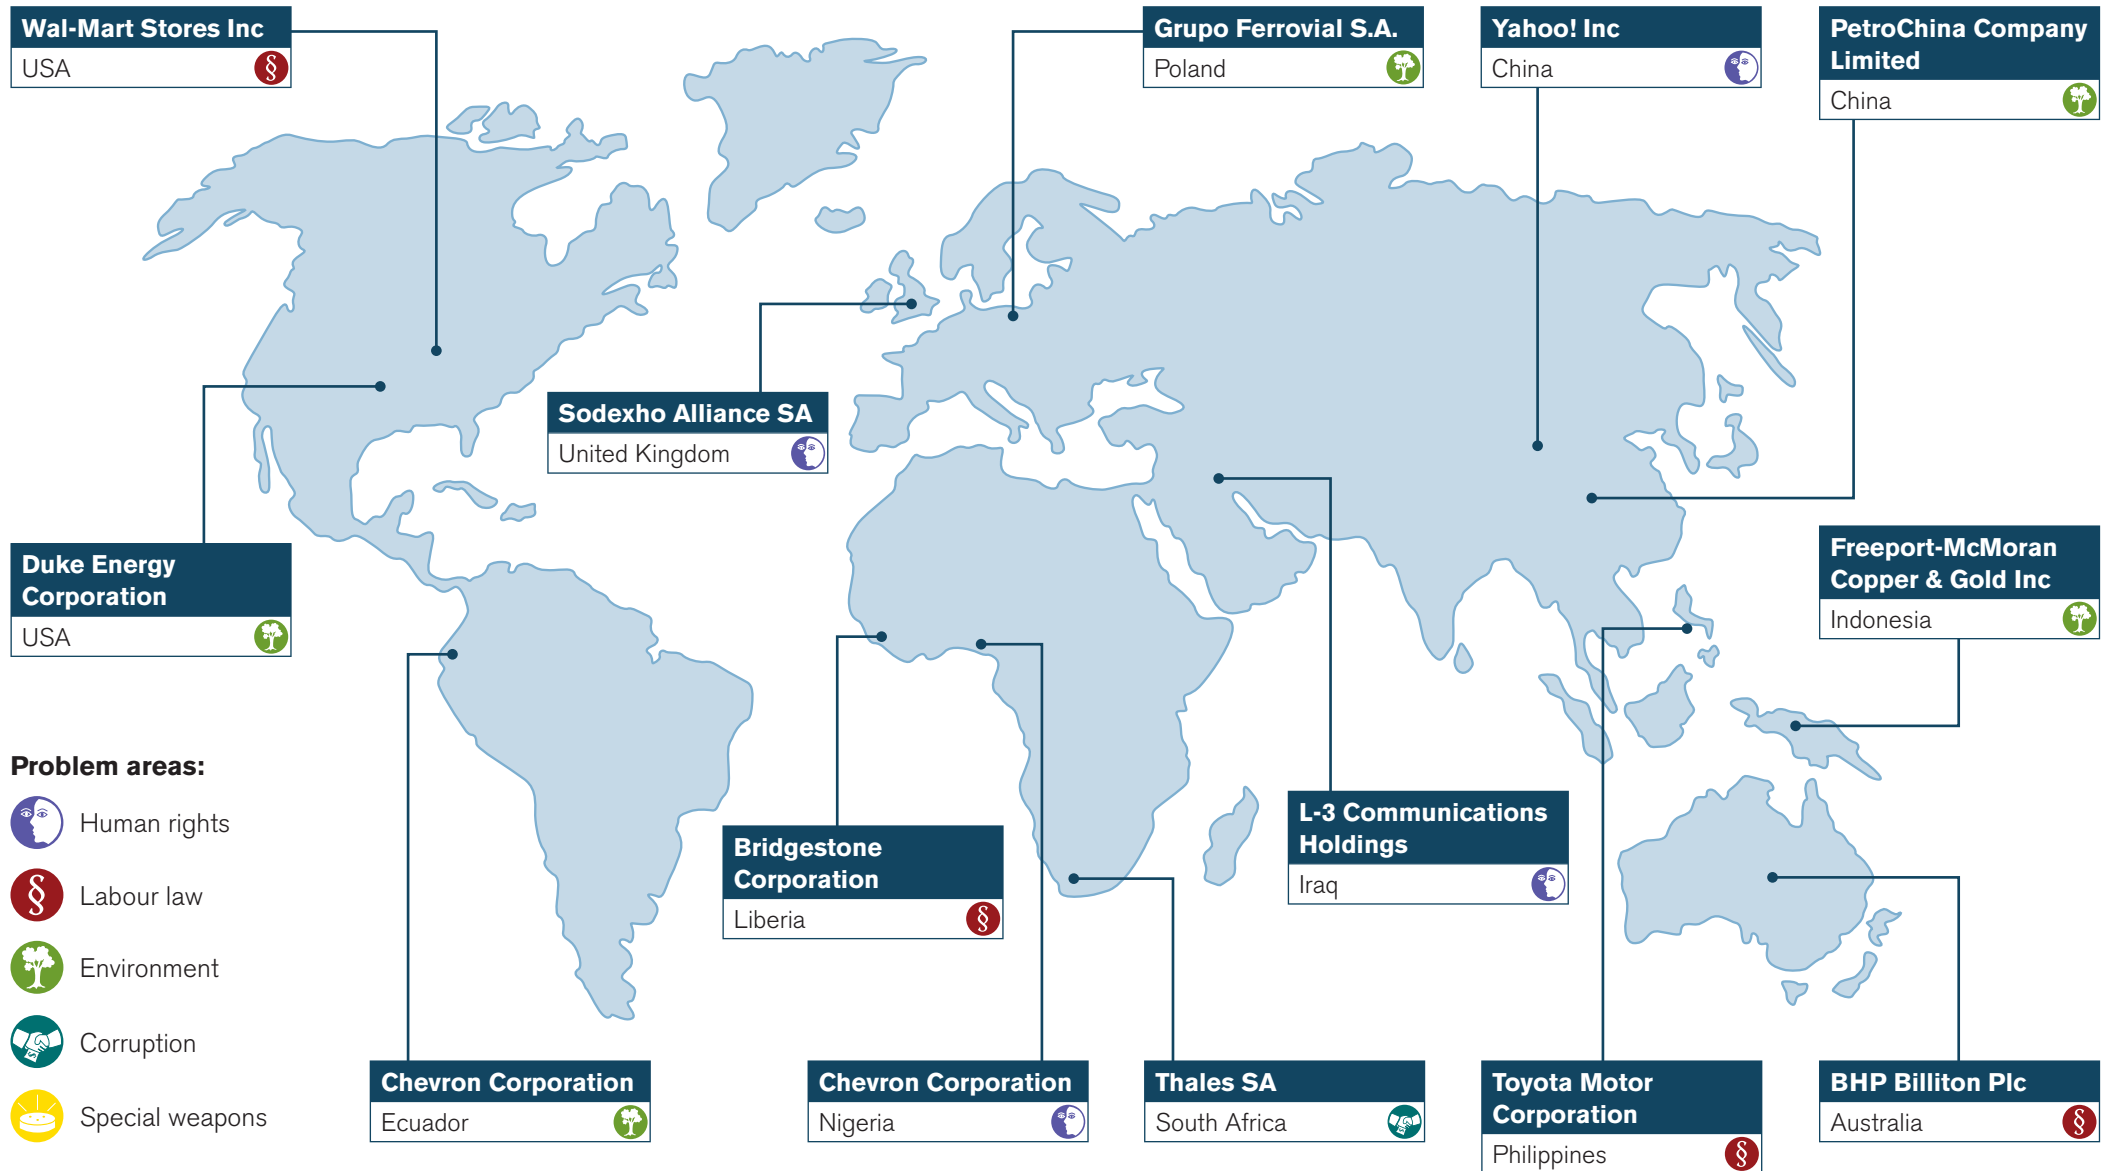 Wal-Mart Stores Inc
USA
§
Grupo Ferrovial S.A.
Poland
Yahoo! Inc
China
PetroChina Company
Limited
China
Sodexho Alliance SA
United Kingdom
Duke Energy
Corporation
USA
Freeport-McMoran
Copper & Gold Inc
Indonesia
Problem areas:
Human rights
§
Labour law
Environment
Corruption
Special weapons
Bridgestone
Corporation
Liberia
§
L-3 Communications
Holdings
Iraq
Chevron Corporation
Ecuador
Chevron Corporation
Nigeria
Thales SA
South Africa
Toyota Motor
Corporation
Philippines
§
BHP Billiton Plc
Australia
§